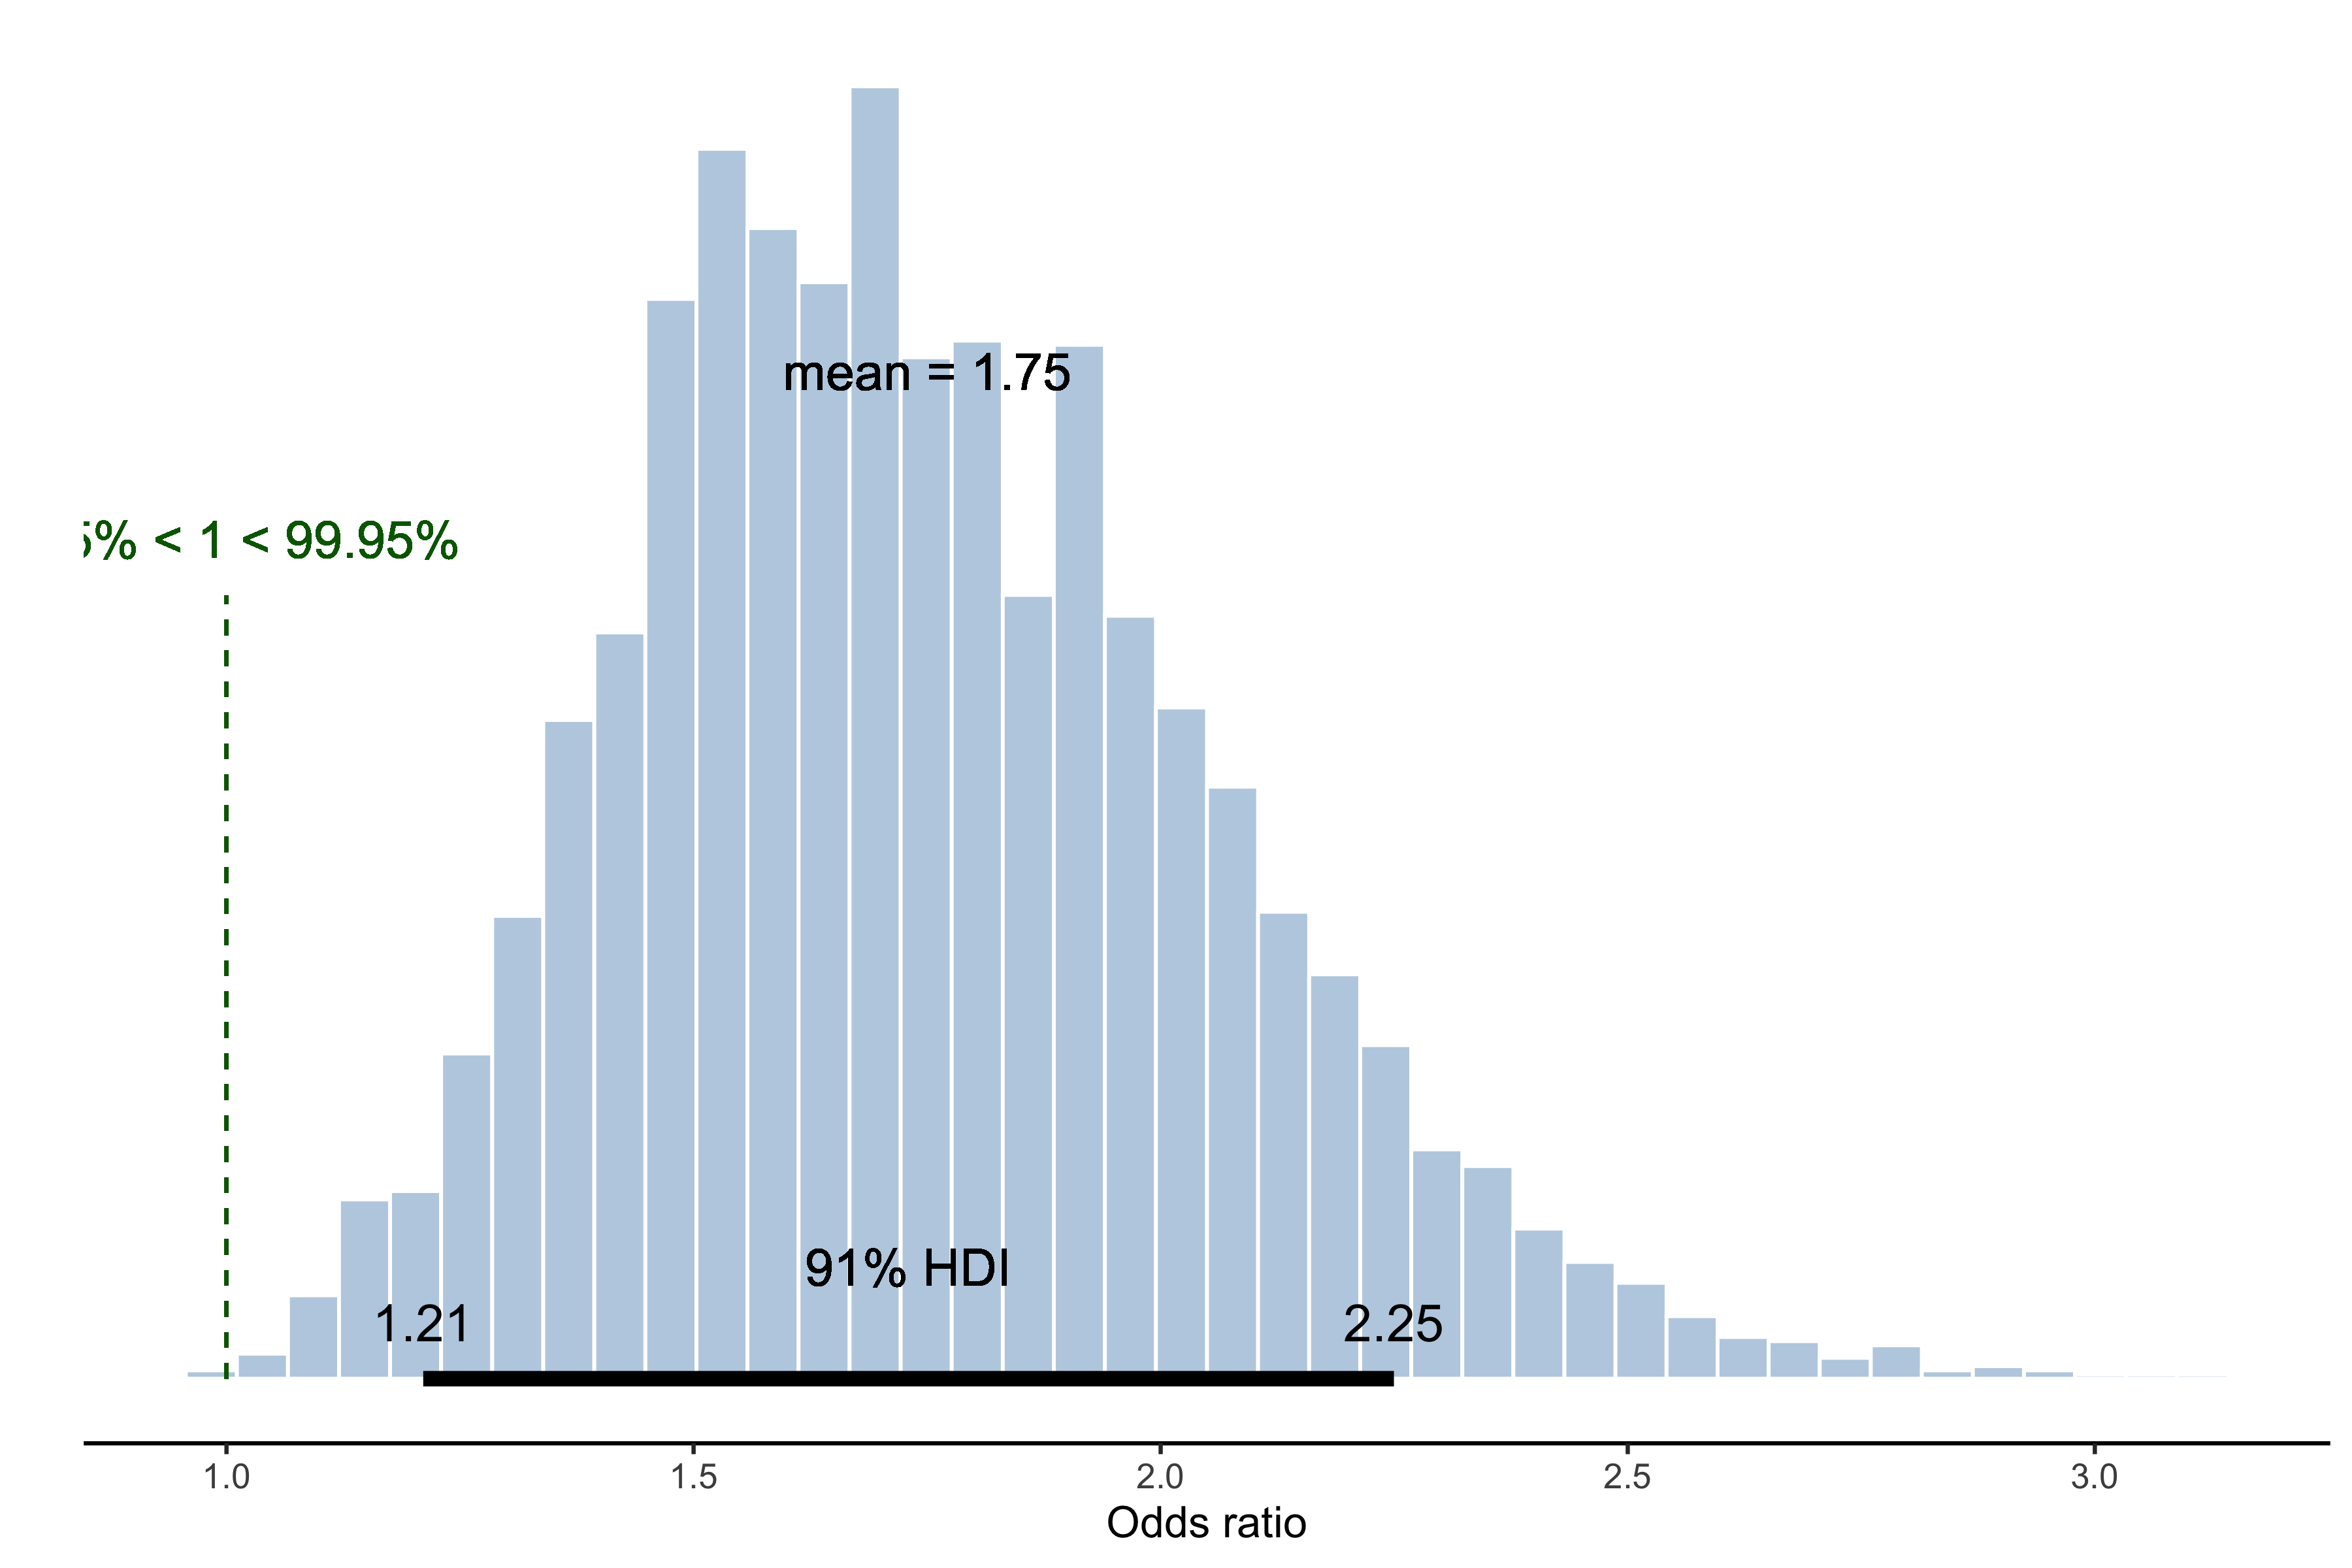 mean = 1.75
% < 1 < 99.95%
91% HDI
1.21 2.25
1.0 1.5 2.0 2.5 3.0
Odds ratio